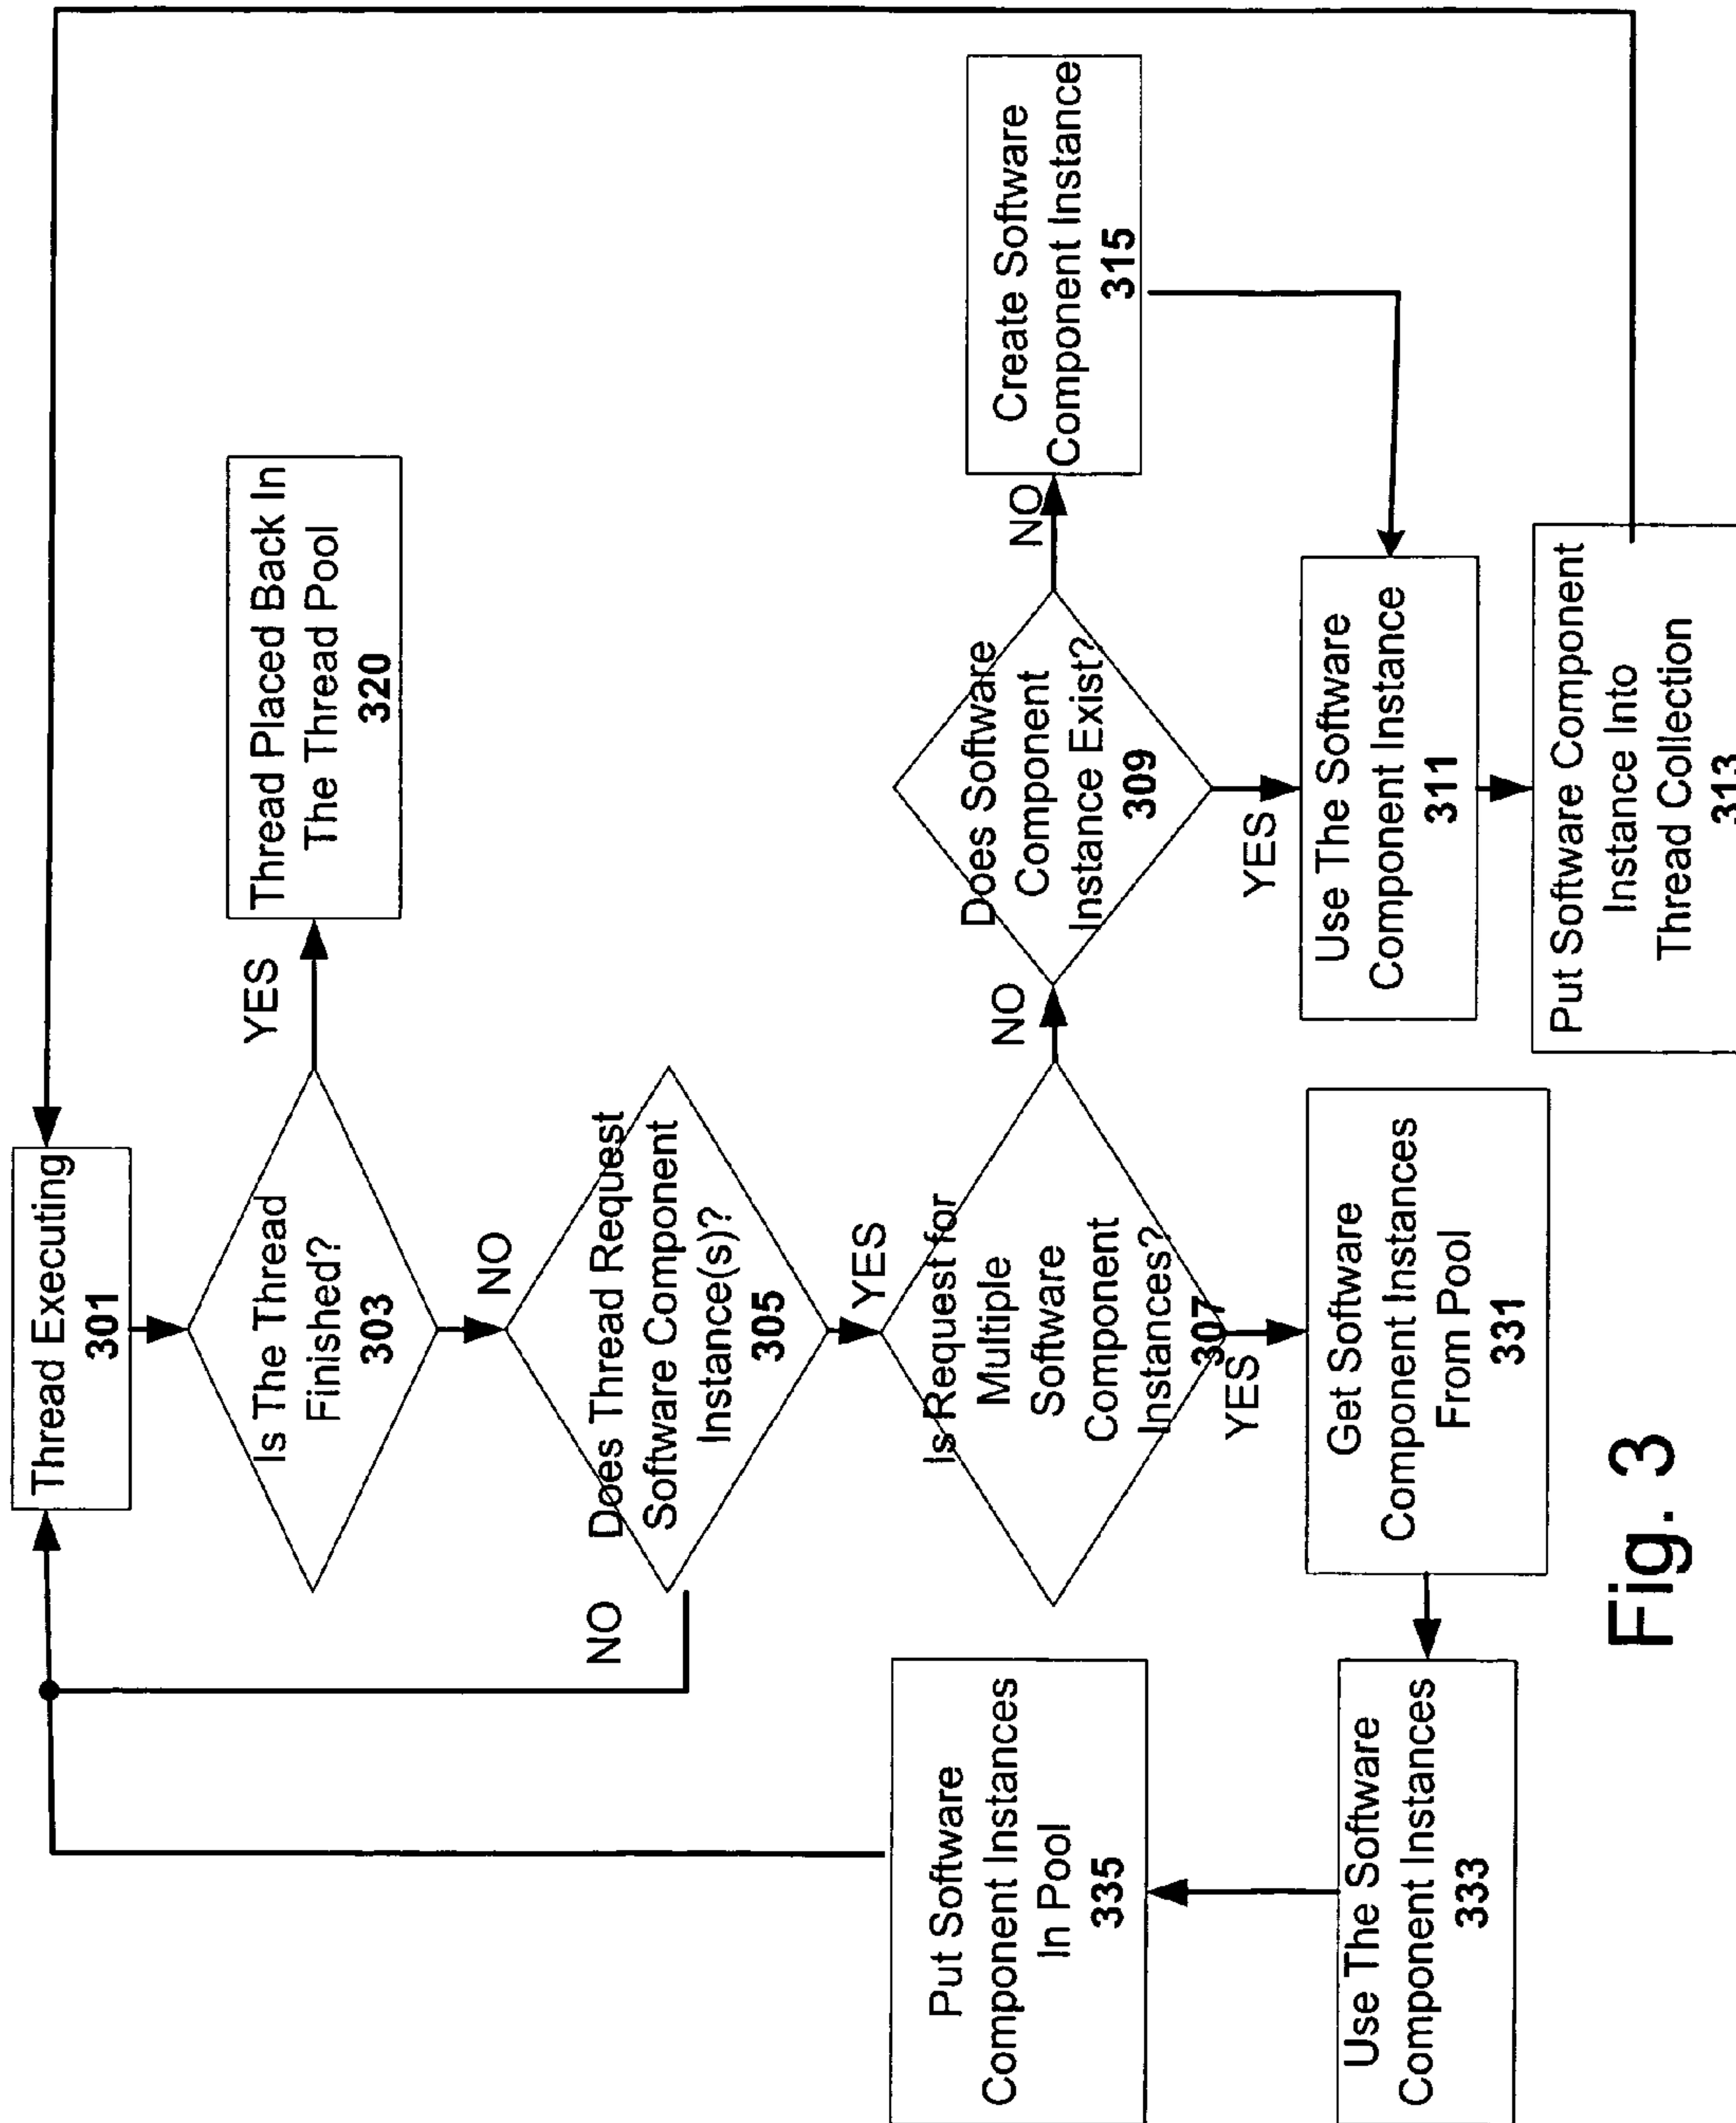 Thread Executing
301
Is The Thread
Finished?
303
YES
Thread Placed Back In
The Thread Pool
320
NO
Does Thread Request
Software Component
Instance(s)?
305
NO
YES
Is Request for
Multiple
Software
Component
Instances?
307
NO
Does Software
Component
Instance Exist?
309
NO
Create Software
Component Instance
315
YES
Use The Software
Component Instance
311
Put Software Component
Instance Into
Thread Collection
313
YES
Get Software
Component Instances
From Pool
331
Use The Software
Component Instances
333
Put Software
Component Instances
In Pool
335
Fig. 3